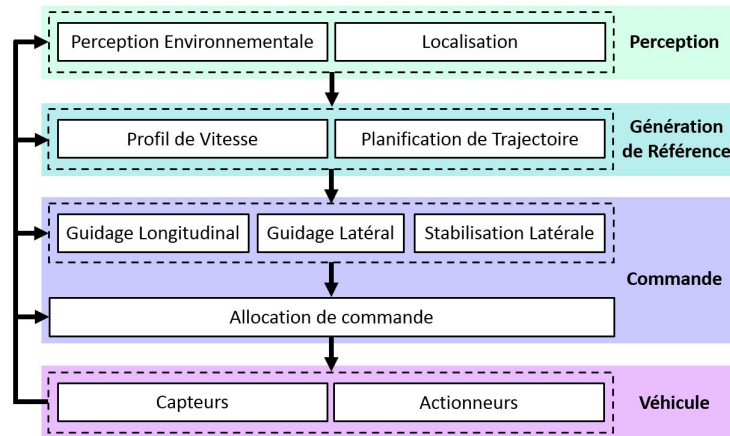 Perception Environnementale
Localisation
Perception
Profil de Vitesse
Planification de Trajectoire
Génération
de Référence
Guidage Longitudinal
Guidage Latéral
Stabilisation Latérale
Commande
Allocation de commande
Capteurs
Actionneurs
Véhicule